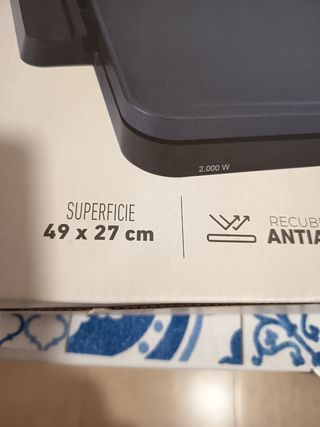 2.000 W
SUPERFICIE
49 x 27 cm
RECUB
ANTIA